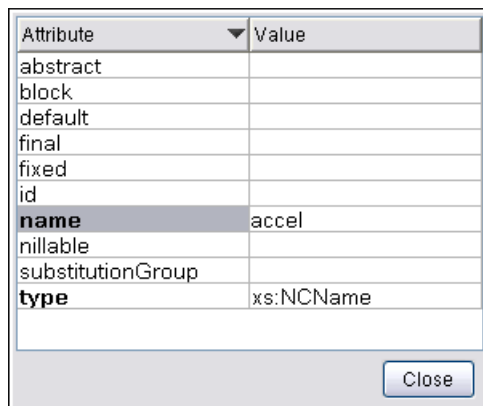 Attribute Value
abstract
block
default
final
fixed
id
name accel
nillable
substitutionGroup
type xs:NCName
Close